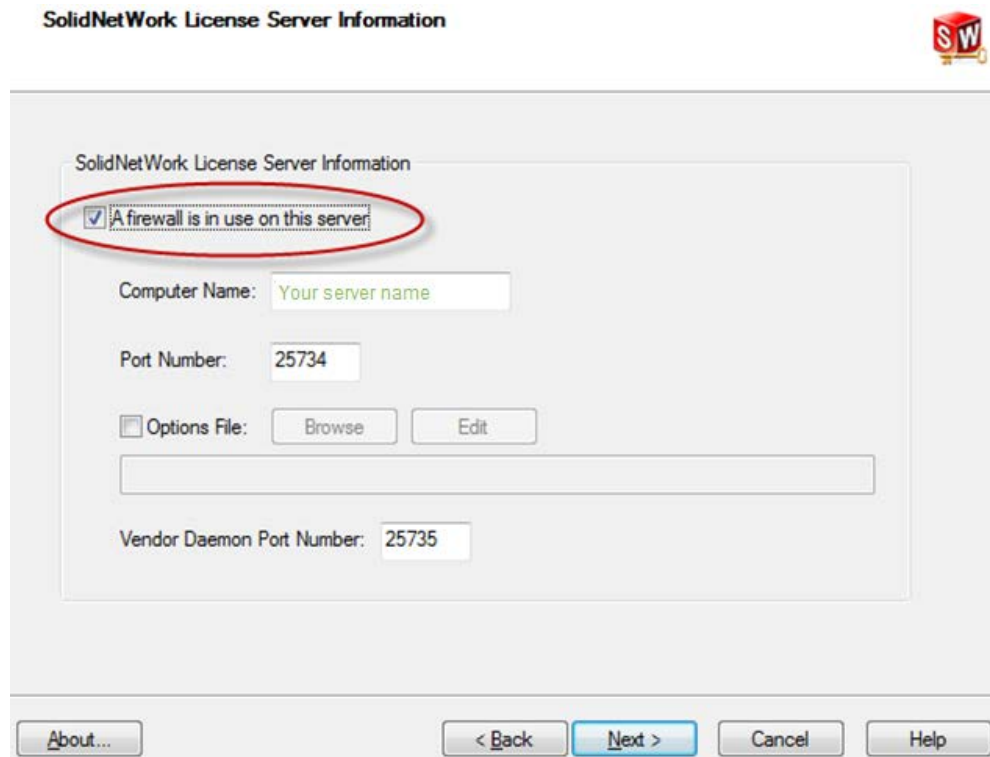 SolidNetWork License Server Information
SW
SolidNetWork License Server Information
A firewall is in use on this server
Computer Name: Your server name
Port Number: 25734
Options File: Browse Edit
Vendor Daemon Port Number: 25735
About... < Back Next > Cancel Help